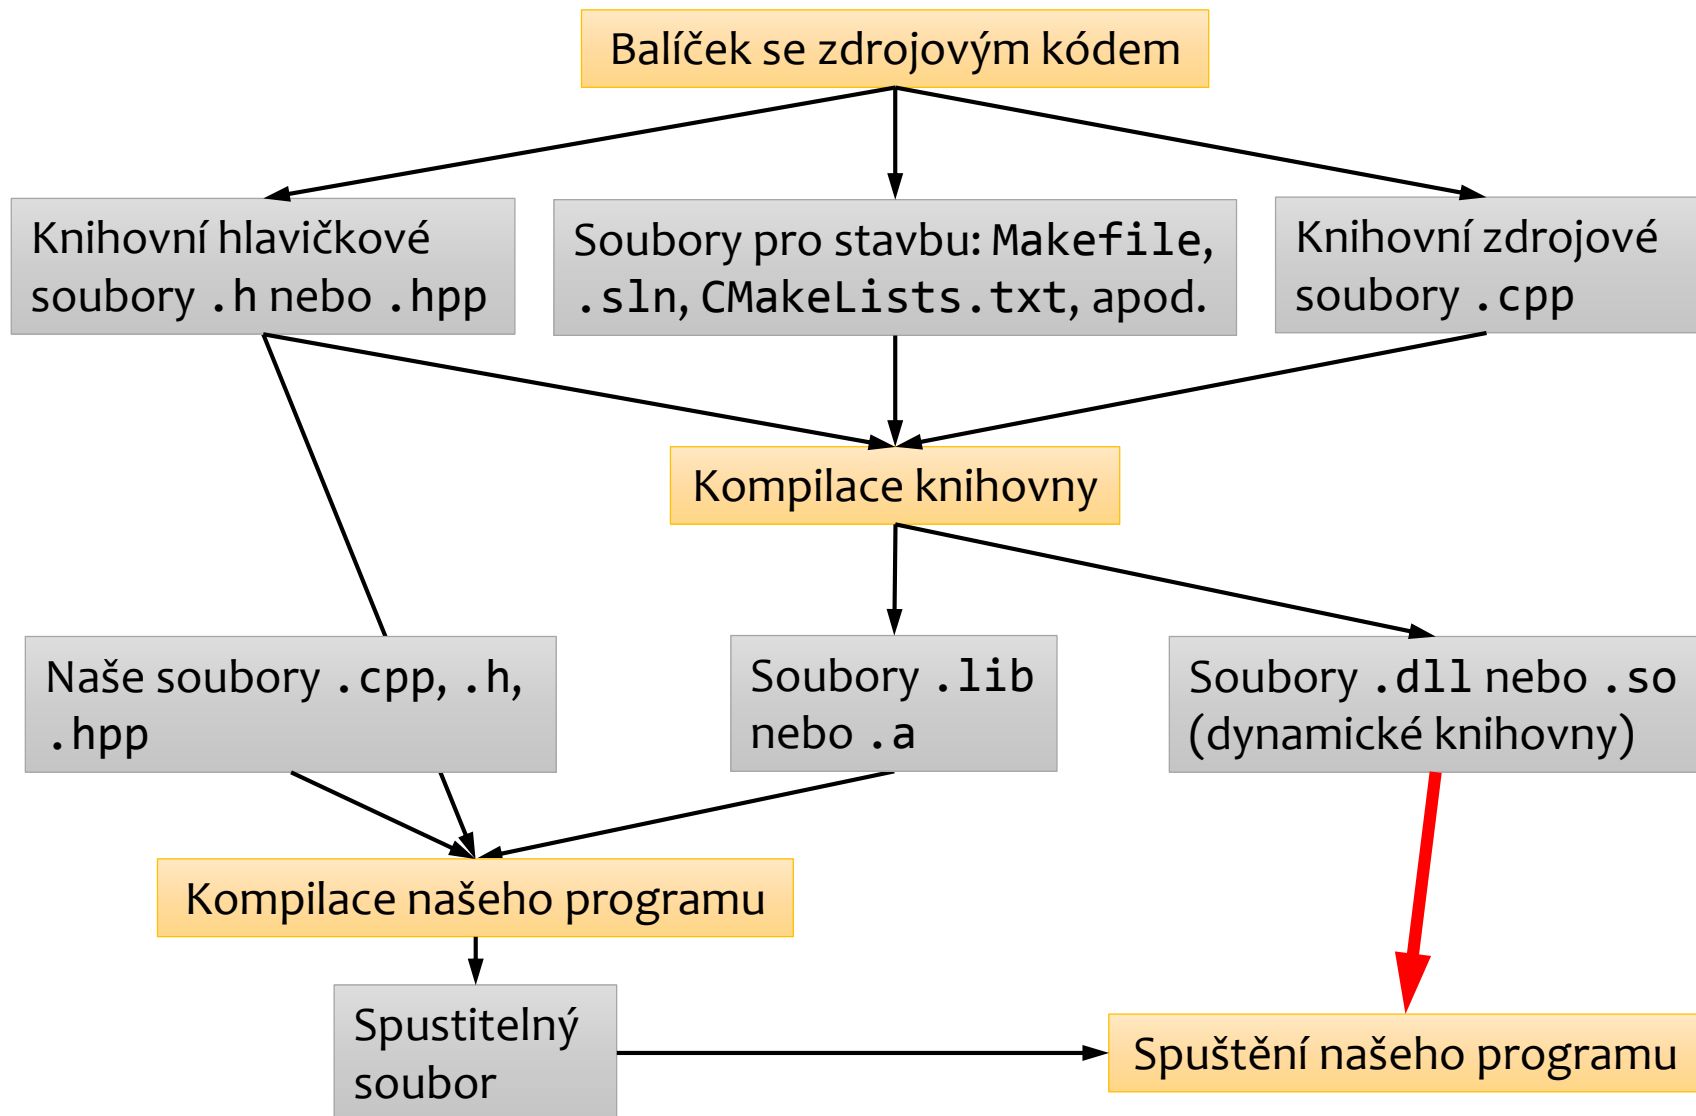 Balíček se zdrojovým kódem
Knihovní hlavičkové
soubory .h nebo .hpp
Soubory pro stavbu: Makefile,
.sln, CMakeLists.txt, apod.
Knihovní zdrojové
soubory .cpp
Kompilace knihovny
Naše soubory .cpp, .h,
.hpp
Soubory .lib
nebo .a
Soubory .dll nebo .so
(dynamické knihovny)
Kompilace našeho programu
Spustitelný
soubor
Spuštění našeho programu